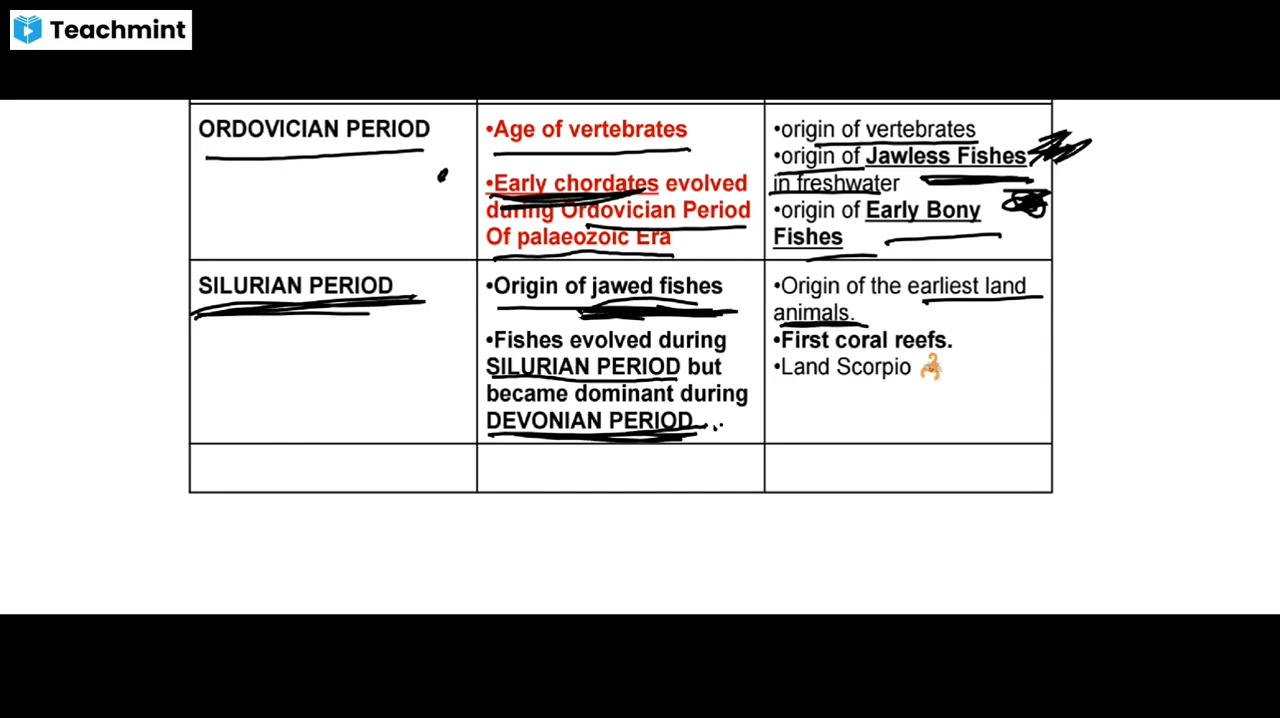 Teachmint
ORDOVICIAN PERIOD
•Age of vertebrates
•Early chordates evolved
during Ordovician Period
Of palaeozoic Era
•origin of vertebrates
•origin of Jawless Fishes
in freshwater
•origin of Early Bony
Fishes
SILURIAN PERIOD
•Origin of jawed fishes
•Fishes evolved during
SILURIAN PERIOD but
became dominant during
DEVONIAN PERIOD
•Origin of the earliest land
animals.
•First coral reefs.
•Land Scorpio 🦂